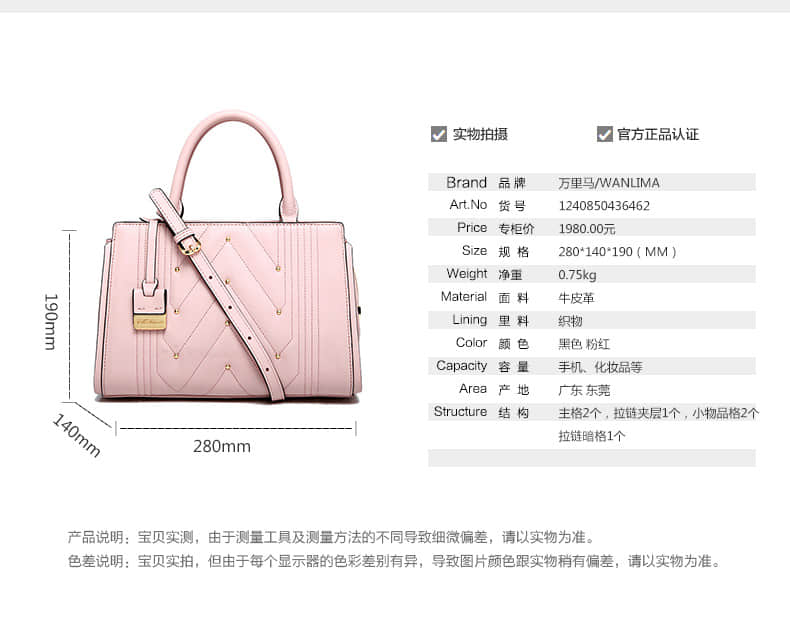 实物拍摄 官方正品认证
Brand 品牌 万里马/WANLIMA
Art.No 货号 1240850436462
Price 专柜价 1980.00元
Size 规格 280*140*190（MM）
Weight 净重 0.75kg
Material 面料 牛皮革
Lining 里料 织物
Color 颜色 黑色 粉红
Capacity 容量 手机、化妆品等
Area 产地 广东 东莞
Structure 结构 主格2个，拉链夹层1个，小物品格2个
拉链暗格1个
190mm
140mm
280mm
产品说明：宝贝实测，由于测量工具及测量方法的不同导致细微偏差，请以实物为准。
色差说明：宝贝实拍，但由于每个显示器的色彩差别有异，导致图片颜色跟实物稍有偏差，请以实物为准。